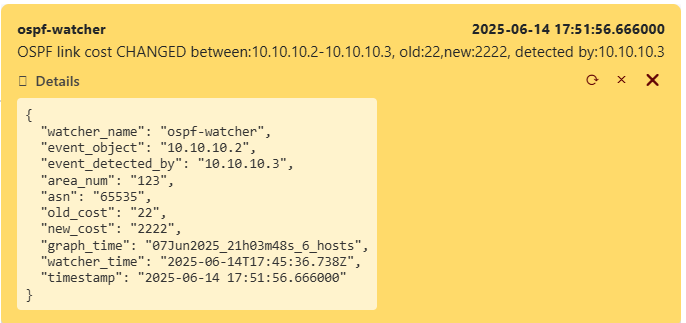 ospf-watcher 2025-06-14 17:51:56.666000
OSPF link cost CHANGED between:10.10.10.2-10.10.10.3, old:22,new:2222, detected by:10.10.10.3
Details
{
  "watcher_name": "ospf-watcher",
  "event_object": "10.10.10.2",
  "event_detected_by": "10.10.10.3",
  "area_num": "123",
  "asn": "65535",
  "old_cost": "22",
  "new_cost": "2222",
  "graph_time": "07Jun2025_21h03m48s_6_hosts",
  "watcher_time": "2025-06-14T17:45:36.738Z",
  "timestamp": "2025-06-14 17:51:56.666000"
}